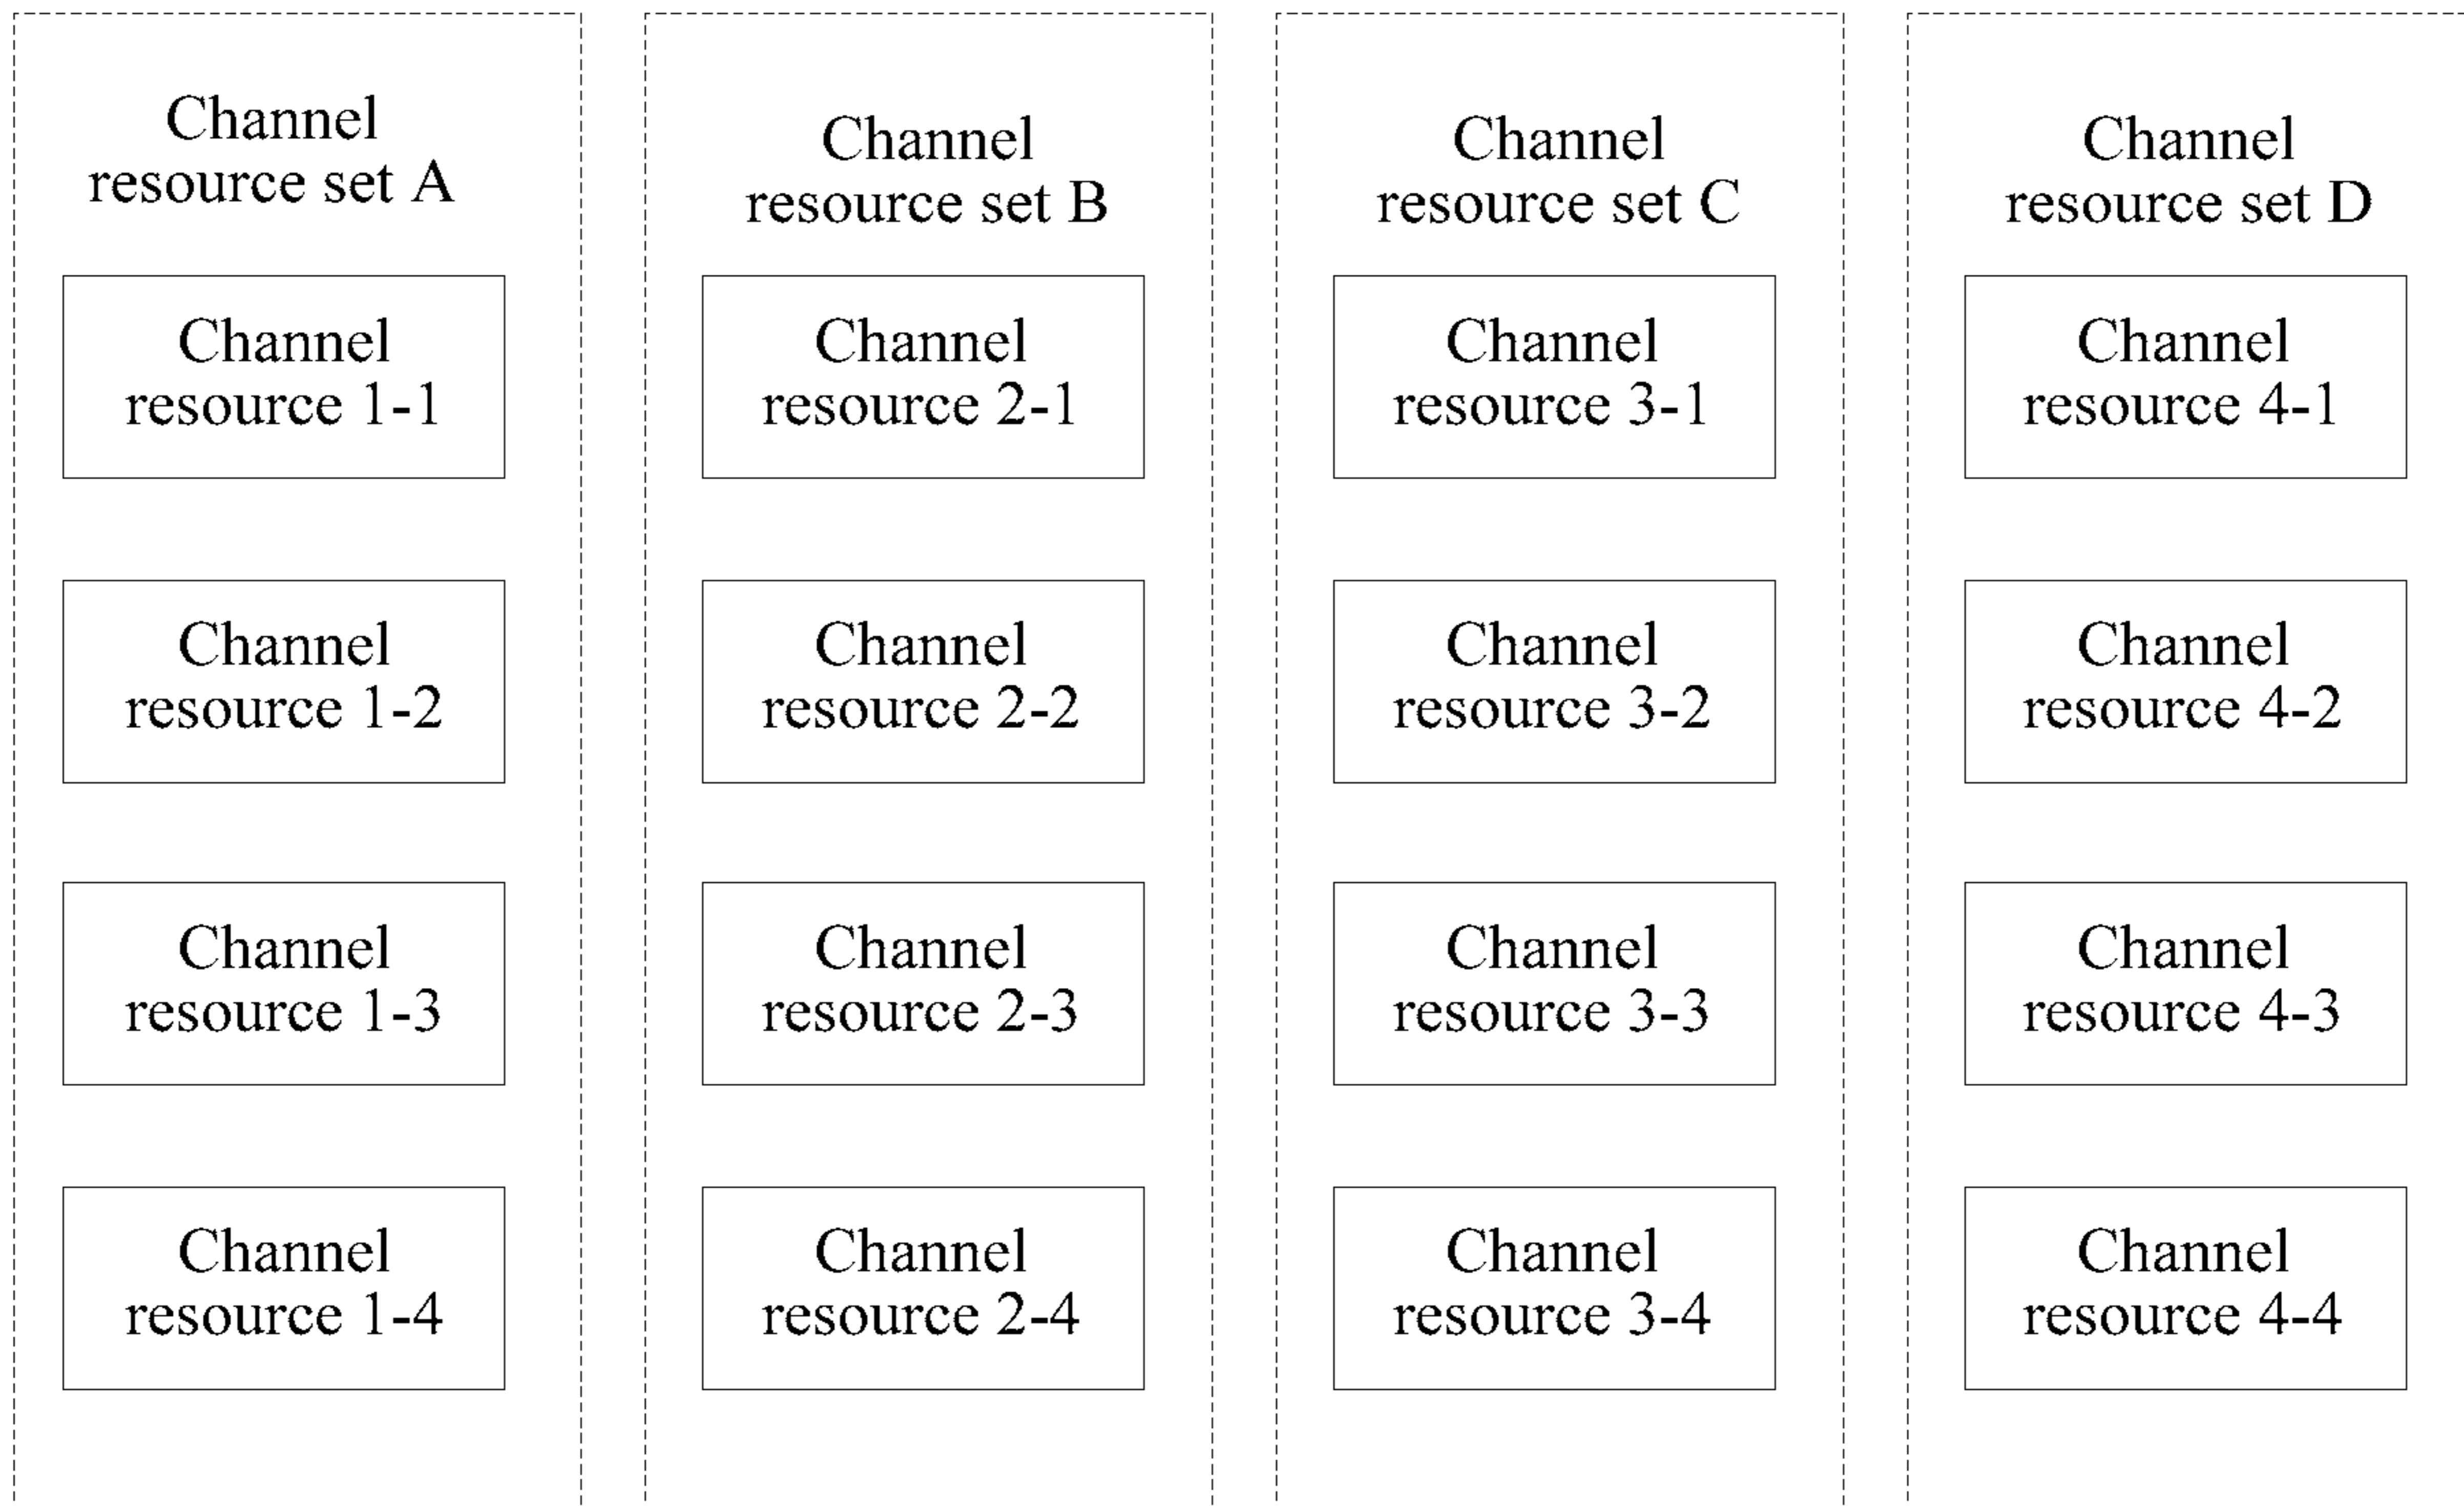 Channel
resource set A
Channel
resource 1-1
Channel
resource 1-2
Channel
resource 1-3
Channel
resource 1-4
Channel
resource set B
Channel
resource 2-1
Channel
resource 2-2
Channel
resource 2-3
Channel
resource 2-4
Channel
resource set C
Channel
resource 3-1
Channel
resource 3-2
Channel
resource 3-3
Channel
resource 3-4
Channel
resource set D
Channel
resource 4-1
Channel
resource 4-2
Channel
resource 4-3
Channel
resource 4-4